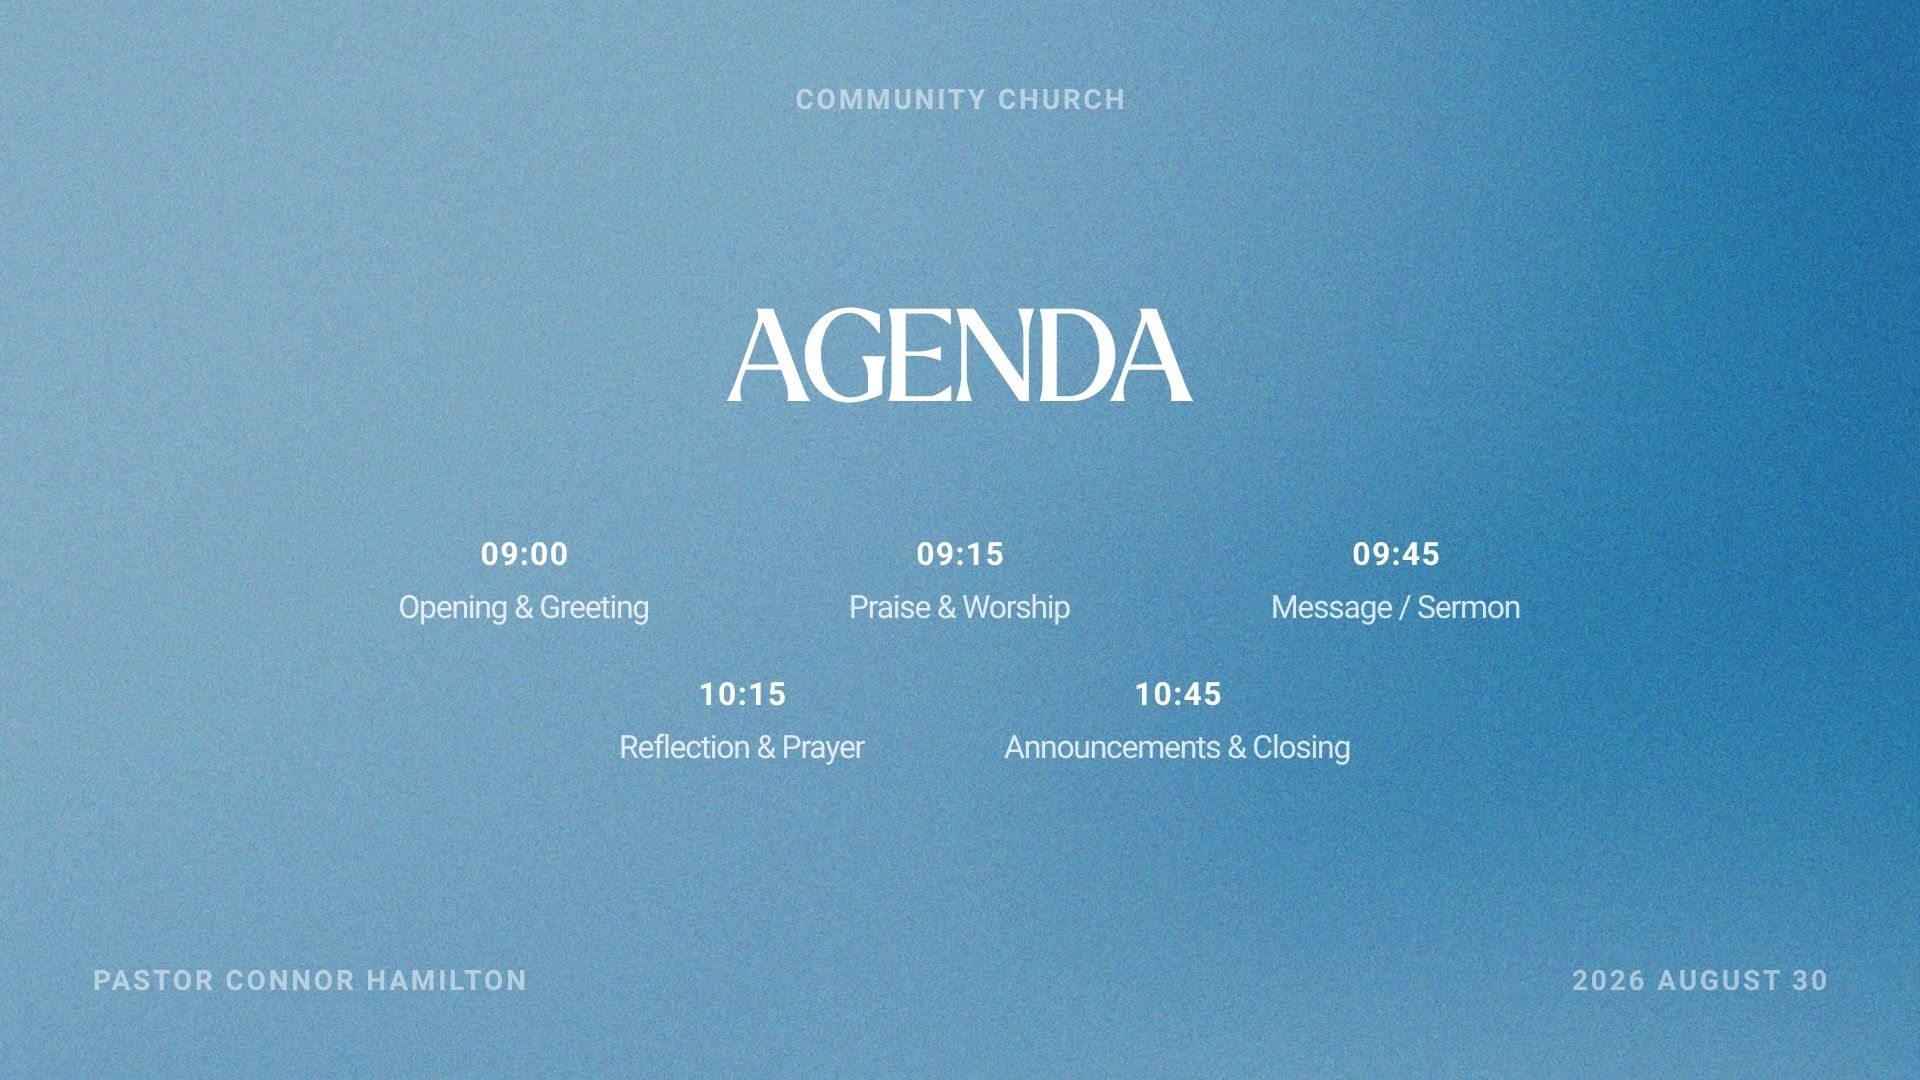 COMMUNITY CHURCH
AGENDA
09:00
Opening & Greeting
09:15
Praise & Worship
09:45
Message / Sermon
10:15
Reflection & Prayer
10:45
Announcements & Closing
PASTOR CONNOR HAMILTON
2026 AUGUST 30